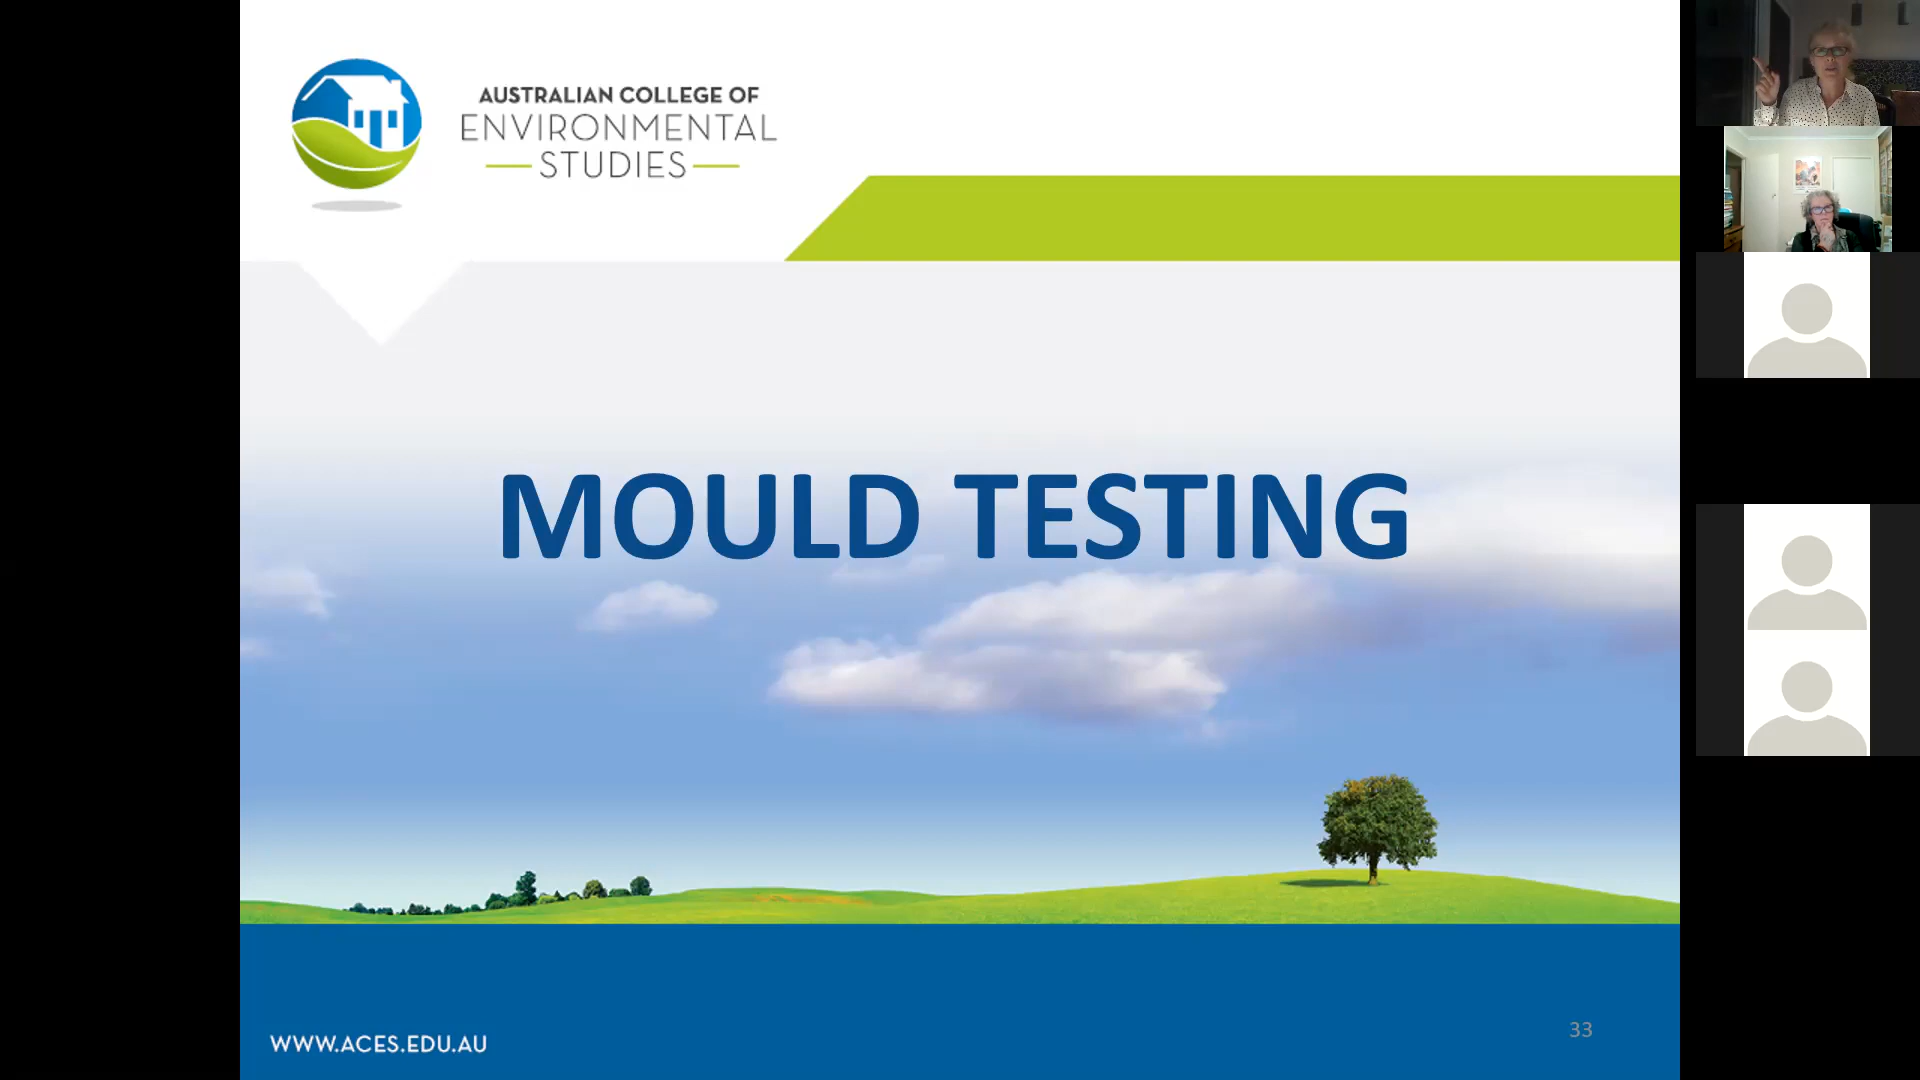 AUSTRALIAN COLLEGE OF
ENVIRONMENTAL
STUDIES
MOULD TESTING
WWW.ACES.EDU.AU
33